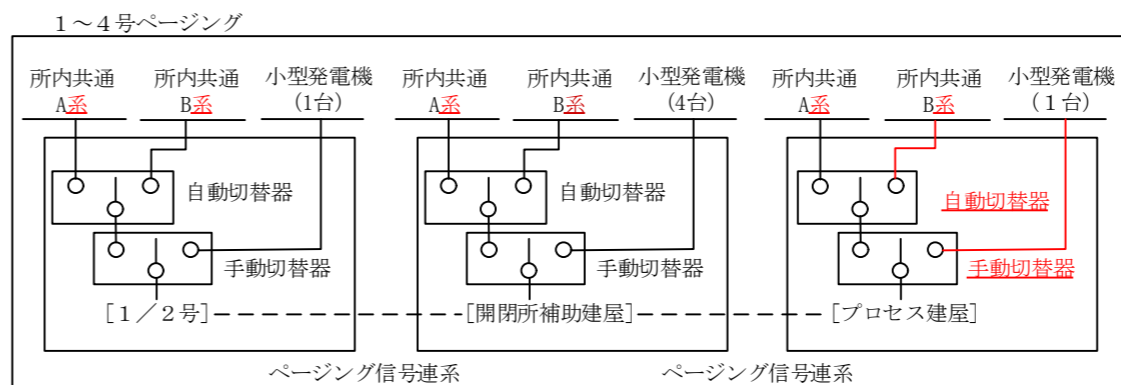 １～４号ページング
所内共通 所内共通 小型発電機 所内共通 所内共通 小型発電機 所内共通 所内共通 小型発電機
A系 B系 (1台) A系 B系 (4台) A系 B系 (１台)
自動切替器 自動切替器 自動切替器
手動切替器 手動切替器 手動切替器
[１／２号] [開閉所補助建屋] [プロセス建屋]
ページング信号連系 ページング信号連系